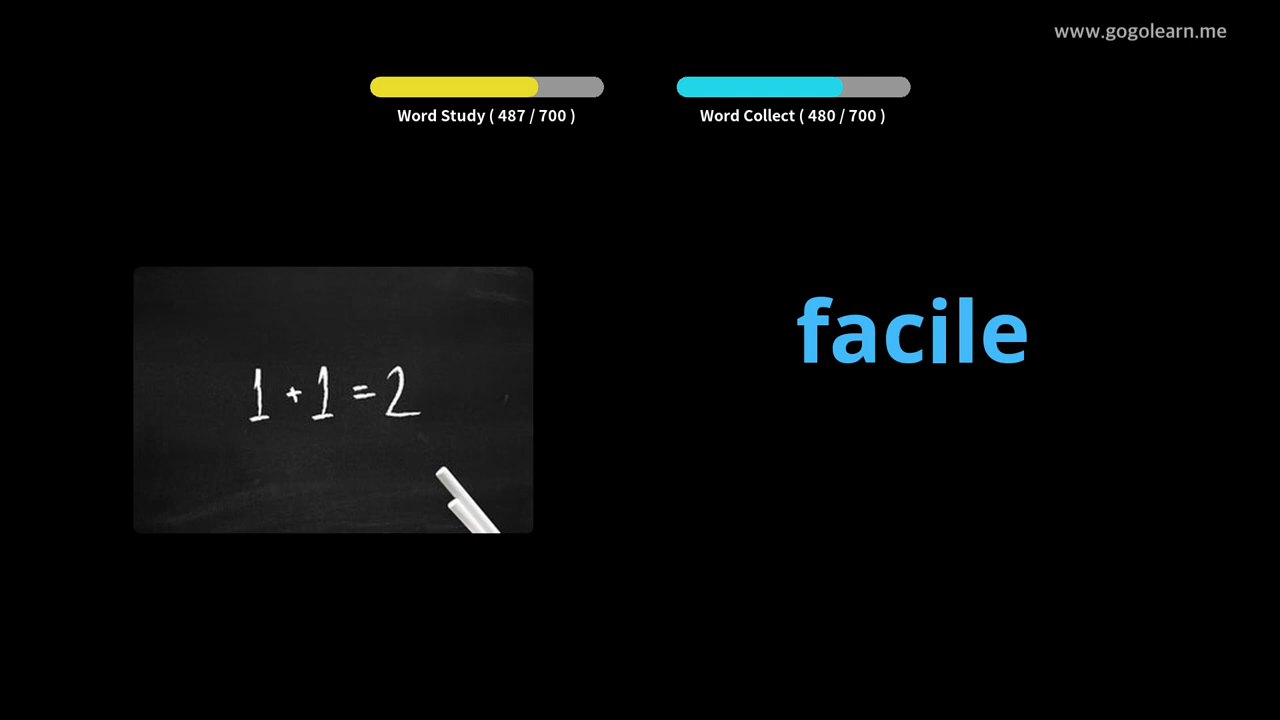 www.gogolearn.me
Word Study ( 487 / 700 )
Word Collect ( 480 / 700 )
1 + 1 = 2
facile